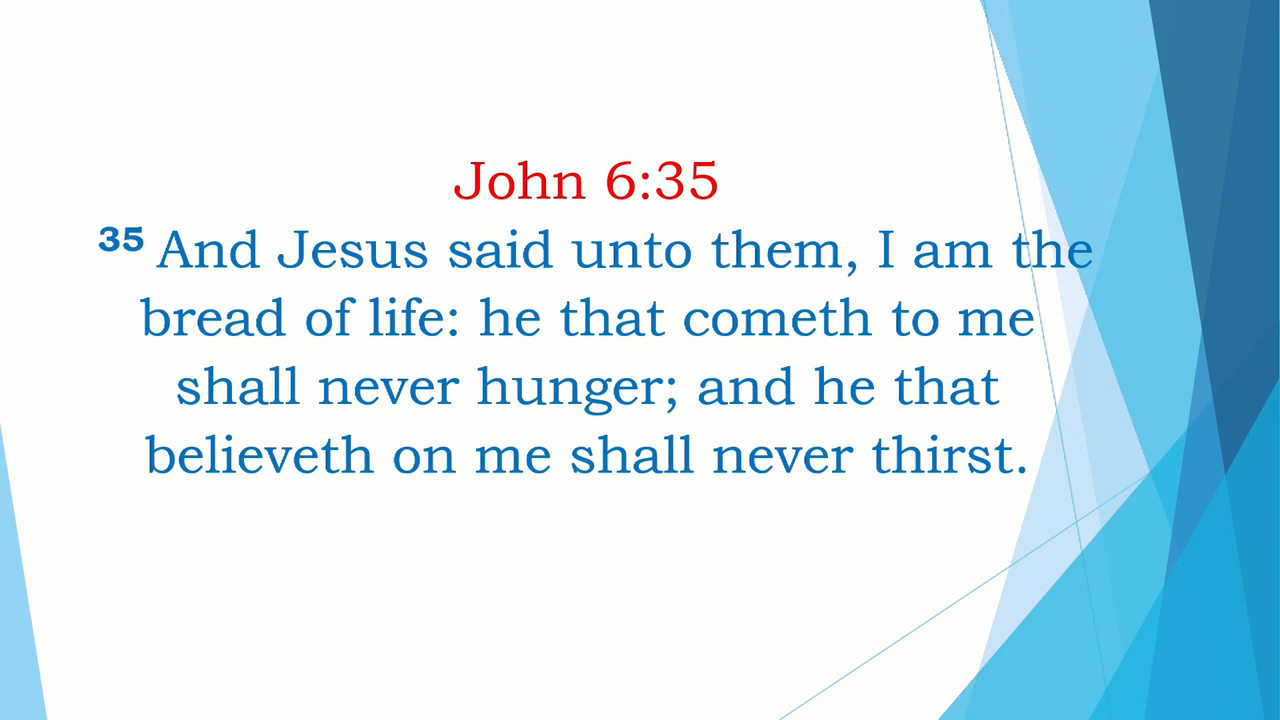 John 6:35
35 And Jesus said unto them, I am the
bread of life: he that cometh to me
shall never hunger; and he that
believeth on me shall never thirst.